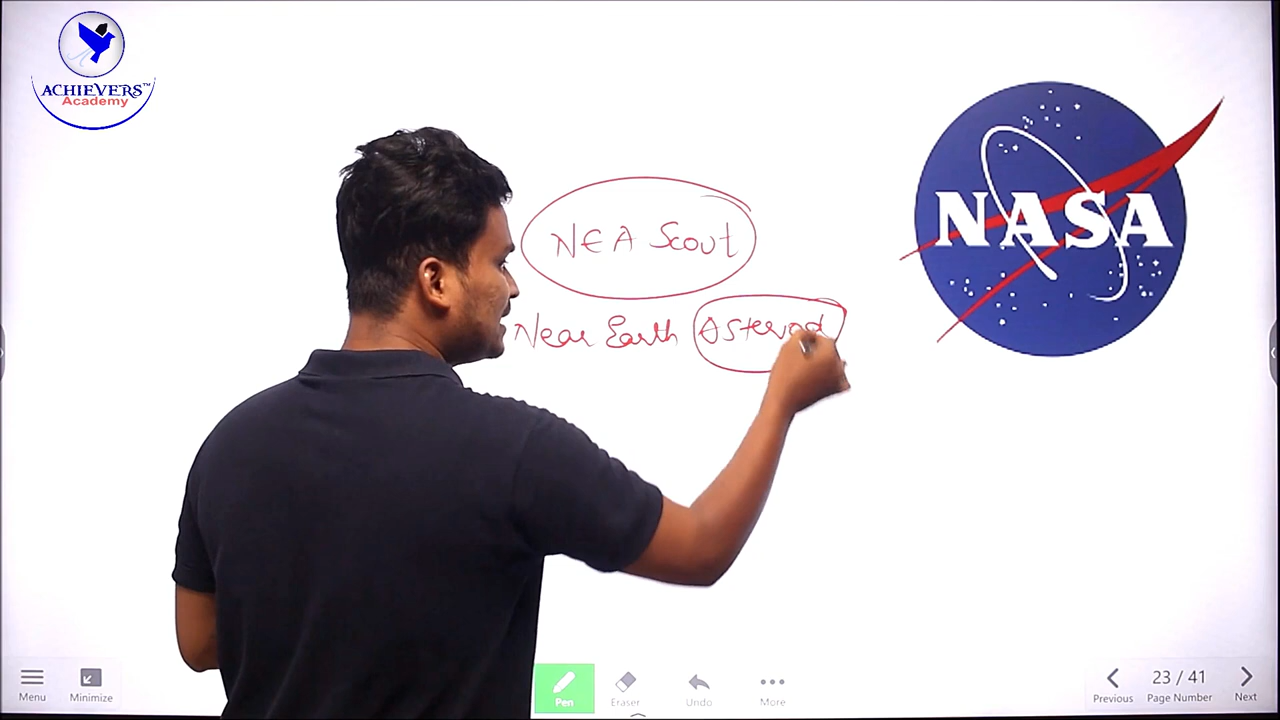 ACHIEVERS™
Academy
NEA Scout
Near Earth Asteroid
NASA
Menu
Minimize
Pen
Eraser
Undo
More
Previous
23 / 41
Page Number
Next